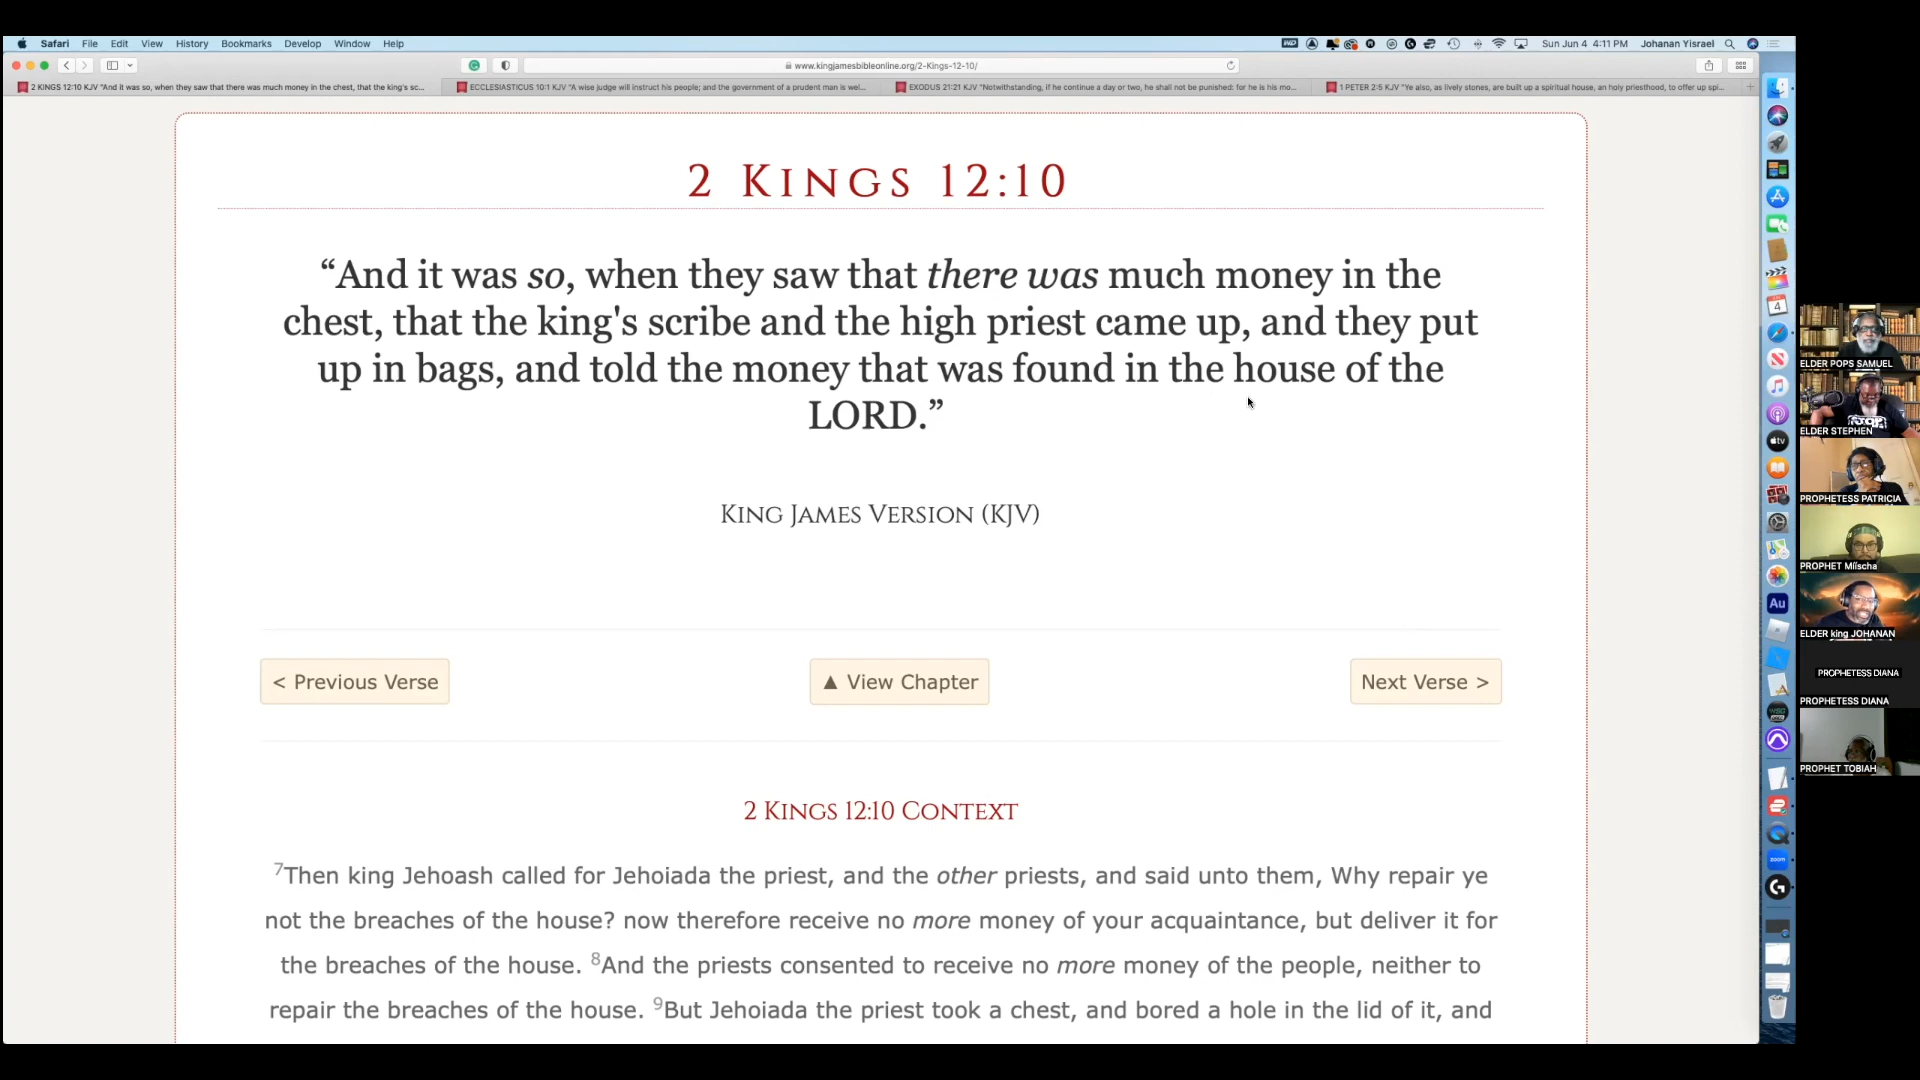 Safari File Edit View History Bookmarks Develop Window Help
Sun Jun 4 4:11 PM Johanan Yisrael
www.kingjamesbibleonline.org/2-Kings-12-10/
2 KINGS 12:10 KJV "And it was so, when they saw that there was much money in the chest, that the king's sc...
ECCLESIASTICUS 10:1 KJV "A wise judge will instruct his people; and the government of a prudent man is wel...
EXODUS 21:21 KJV "Notwithstanding, if he continue a day or two, he shall not be punished: for he is his mo...
1 PETER 2:5 KJV "Ye also, as lively stones, are built up a spiritual house, an holy priesthood, to offer up spi...
2 KINGS 12:10
“And it was so, when they saw that there was much money in the
chest, that the king's scribe and the high priest came up, and they put
up in bags, and told the money that was found in the house of the
LORD.”
KING JAMES VERSION (KJV)
< Previous Verse
▲ View Chapter
Next Verse >
2 KINGS 12:10 CONTEXT
7Then king Jehoash called for Jehoiada the priest, and the other priests, and said unto them, Why repair ye
not the breaches of the house? now therefore receive no more money of your acquaintance, but deliver it for
the breaches of the house. 8And the priests consented to receive no more money of the people, neither to
repair the breaches of the house. 9But Jehoiada the priest took a chest, and bored a hole in the lid of it, and
4
tv
Au
zoom
ELDER POPS SAMUEL
ELDER STEPHEN
PROPHETESS PATRICIA
PROPHET Miischa
ELDER king JOHANAN
PROPHETESS DIANA
PROPHETESS DIANA
PROPHET TOBIAH